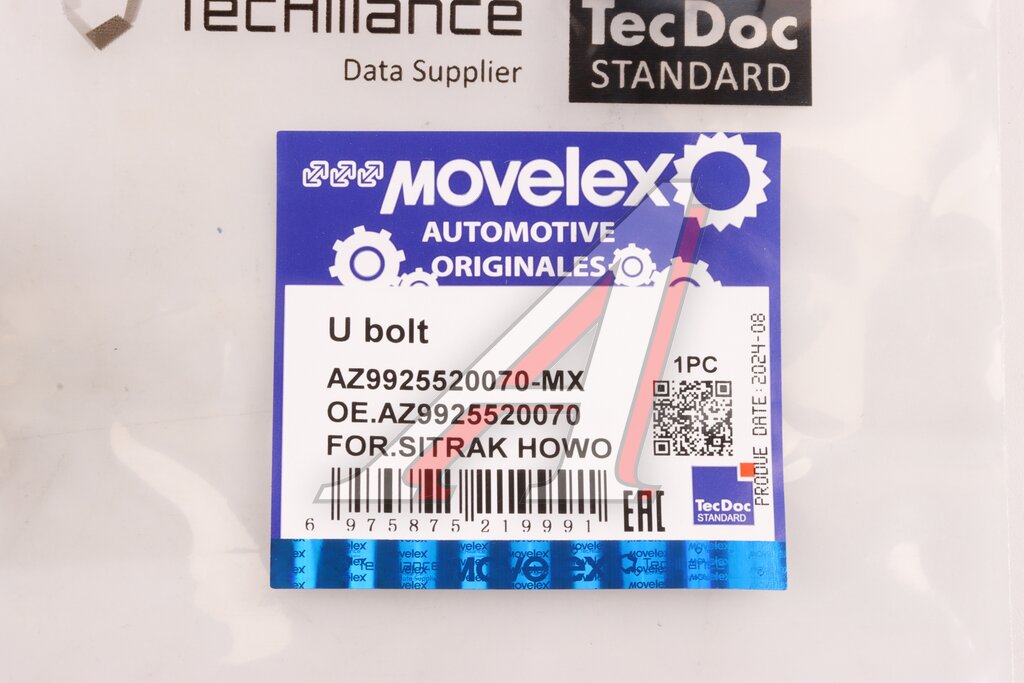 TecAlliance
Data Supplier
TecDoc
STANDARD
MOVELEX
AUTOMOTIVE
ORIGINALES
U bolt
AZ9925520070-MX
OE.AZ9925520070
FOR.SITRAK HOWO
1PC
PRODUE DATE:2024-08
TecDoc
STANDARD
6 975875 219991
EAC
MOVELEX